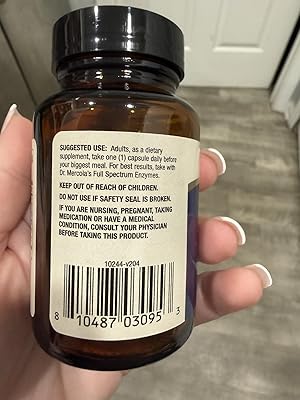 SUGGESTED USE: Adults, as a dietary
supplement, take one (1) capsule daily before
your biggest meal. For best results, take with
Dr. Mercola's Full Spectrum Enzymes.
KEEP OUT OF REACH OF CHILDREN.
DO NOT USE IF SAFETY SEAL IS BROKEN.
IF YOU ARE NURSING, PREGNANT, TAKING
MEDICATION OR HAVE A MEDICAL
CONDITION, CONSULT YOUR PHYSICIAN
BEFORE TAKING THIS PRODUCT.
10244-v204
8 10487 03095 3